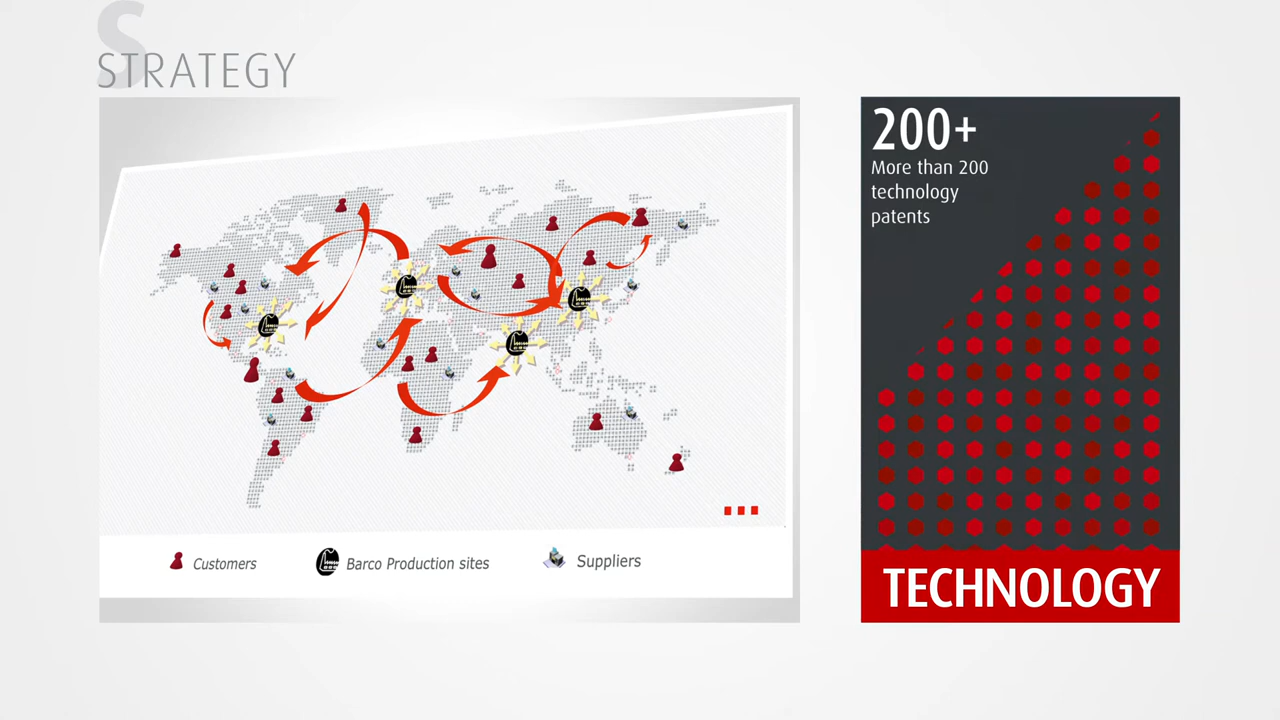 STRATEGY
200+
More than 200
technology
patents
Customers
Barco Production sites
Suppliers
TECHNOLOGY